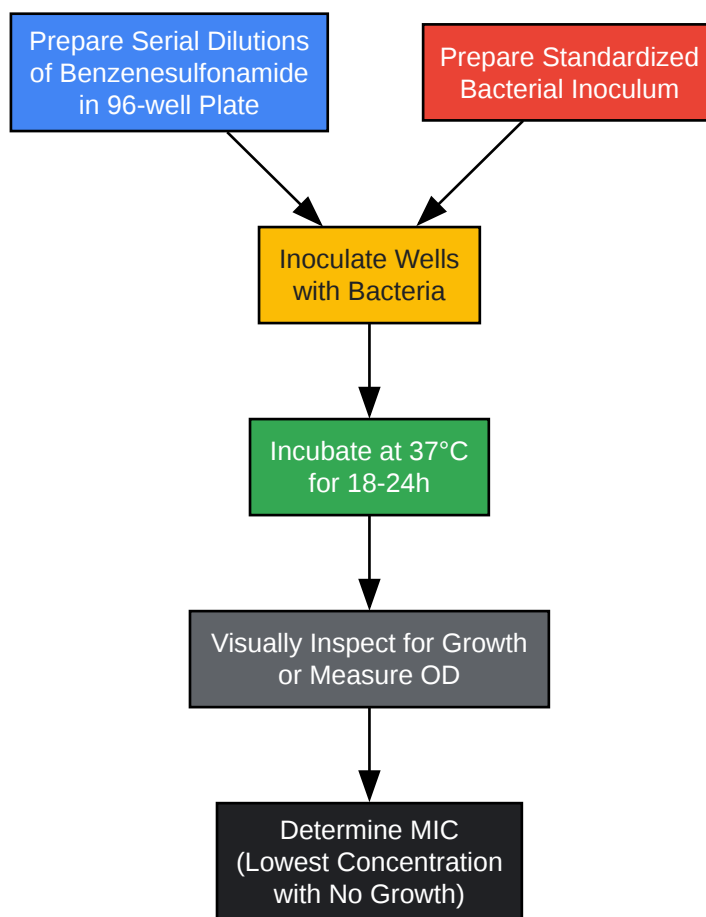 Prepare Serial Dilutions
of Benzenesulfonamide
in 96-well Plate
Prepare Standardized
Bacterial Inoculum
Inoculate Wells
with Bacteria
Incubate at 37°C
for 18-24h
Visually Inspect for Growth
or Measure OD
Determine MIC
(Lowest Concentration
with No Growth)